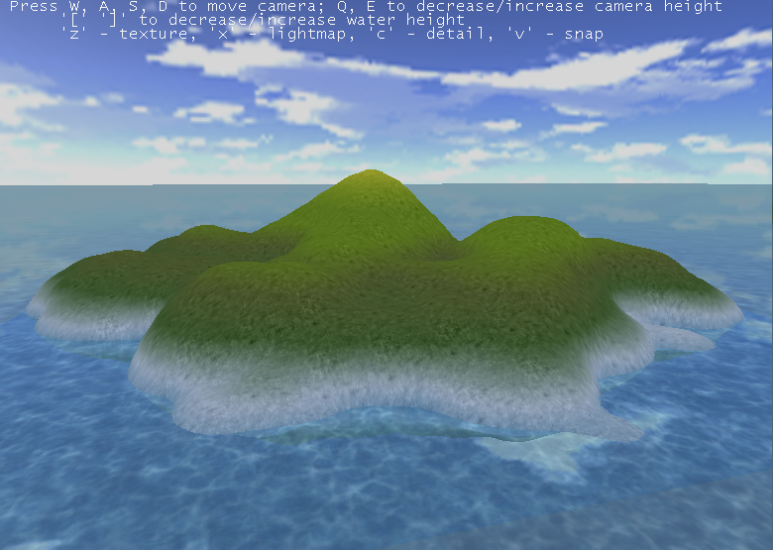 Press W, A, S, D to move camera; Q, E to decrease/increase camera height
'[' ']' to decrease/increase water height
'z' - texture, 'x' - lightmap, 'c' - detail, 'v' - snap